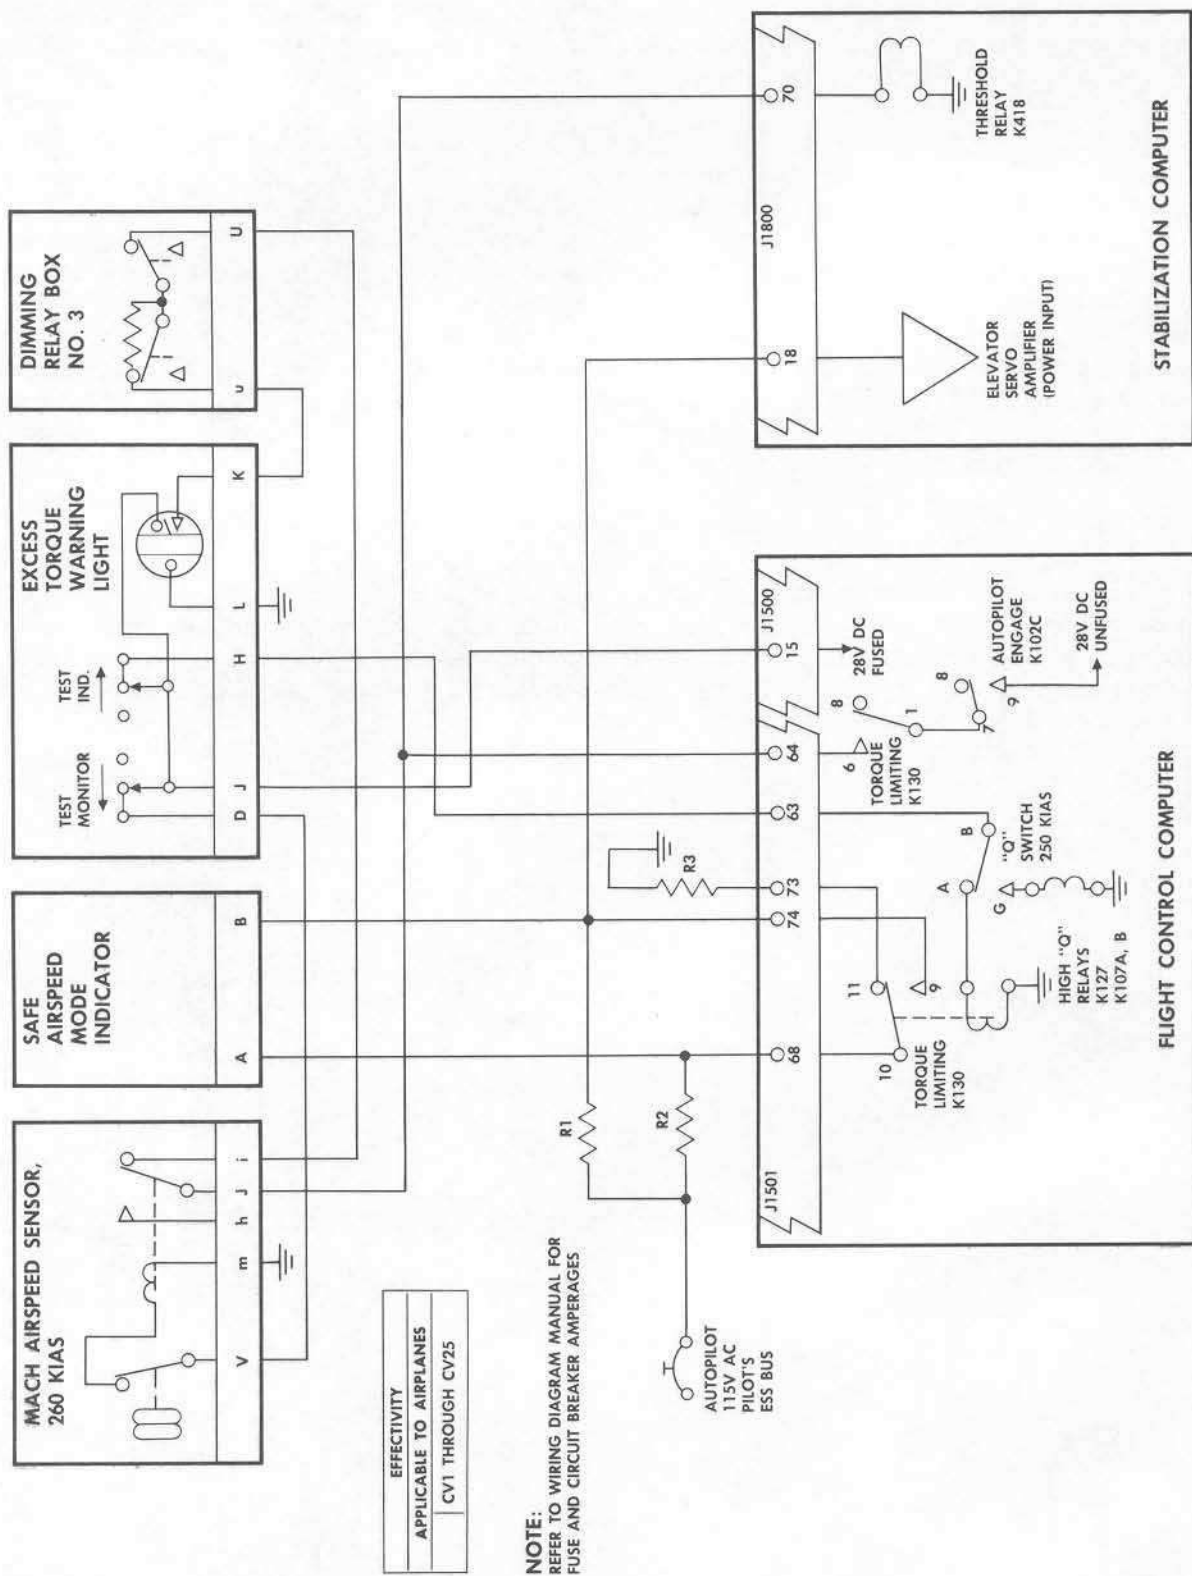 MACH AIRSPEED SENSOR,
260 KIAS
V
m
h
J
i
SAFE
AIRSPEED
MODE
INDICATOR
A
B
EXCESS
TORQUE
WARNING
LIGHT
TEST
MONITOR
TEST
IND.
D
J
H
L
K
DIMMING
RELAY BOX
NO. 3
U
U
EFFECTIVITY
APPLICABLE TO AIRPLANES
CV1 THROUGH CV25
NOTE:
REFER TO WIRING DIAGRAM MANUAL FOR
FUSE AND CIRCUIT BREAKER AMPERAGES
AUTOPILOT
115V AC
PILOT'S
ESS BUS
R1
R2
R3
J1501
68
74
73
63
64
J1500
15
10
11
9
TORQUE
LIMITING
K130
HIGH "Q"
RELAYS
K127
K107A, B
A
G
B
"Q"
SWITCH
250 KIAS
TORQUE
LIMITING
K130
6
8
1
28V DC
FUSED
7
8
9
AUTOPILOT
ENGAGE
K102C
28V DC
UNFUSED
FLIGHT CONTROL COMPUTER
18
J1800
70
ELEVATOR
SERVO
AMPLIFIER
(POWER INPUT)
THRESHOLD
RELAY
K418
STABILIZATION COMPUTER